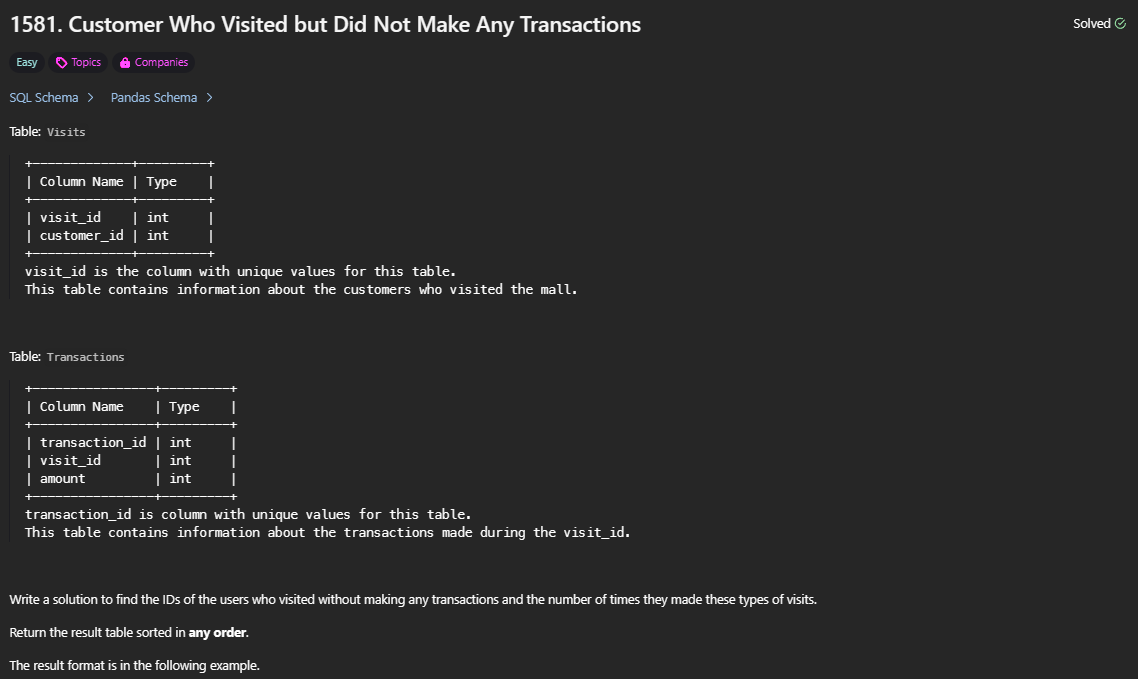 1581. Customer Who Visited but Did Not Make Any Transactions
Solved
Easy Topics Companies
SQL Schema > Pandas Schema >
Table: Visits
+-------------+---------+
| Column Name | Type    |
+-------------+---------+
| visit_id    | int     |
| customer_id | int     |
+-------------+---------+
visit_id is the column with unique values for this table.
This table contains information about the customers who visited the mall.
Table: Transactions
+----------------+---------+
| Column Name    | Type    |
+----------------+---------+
| transaction_id | int     |
| visit_id       | int     |
| amount         | int     |
+----------------+---------+
transaction_id is column with unique values for this table.
This table contains information about the transactions made during the visit_id.
Write a solution to find the IDs of the users who visited without making any transactions and the number of times they made these types of visits.
Return the result table sorted in any order.
The result format is in the following example.